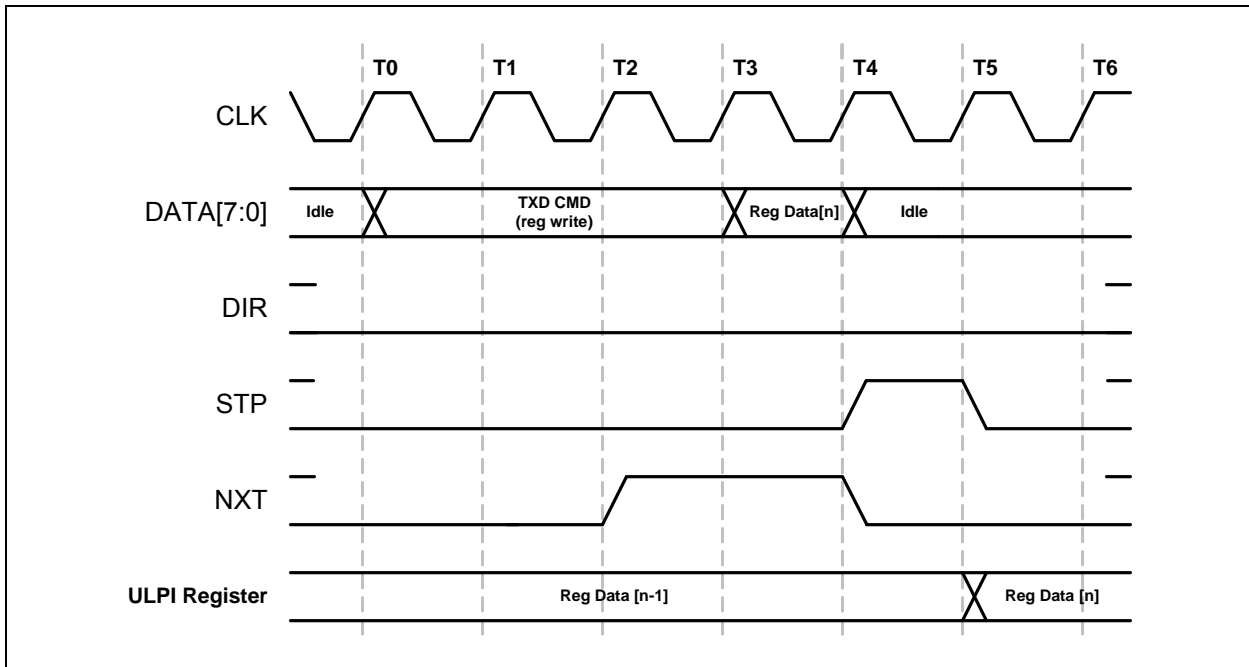 T0 T1 T2 T3 T4 T5 T6
CLK
DATA[7:0] Idle TXD CMD Reg Data[n] Idle
(reg write)
DIR
STP
NXT
ULPI Register Reg Data [n-1] Reg Data [n]